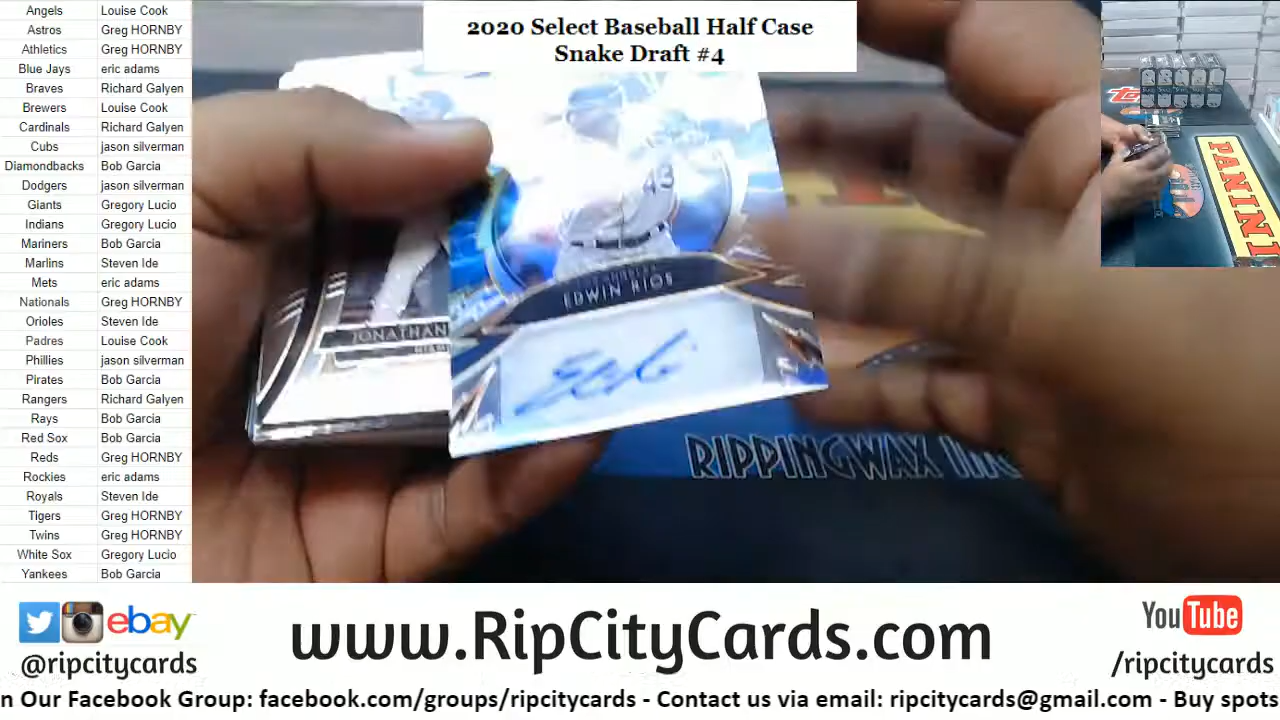 2020 Select Baseball Half Case
Snake Draft #4
Angels Louise Cook
Astros Greg HORNBY
Athletics Greg HORNBY
Blue Jays eric adams
Braves Richard Galyen
Brewers Louise Cook
Cardinals Richard Galyen
Cubs jason silverman
Diamondbacks Bob Garcia
Dodgers jason silverman
Giants Gregory Lucio
Indians Gregory Lucio
Mariners Bob Garcia
Marlins Steven Ide
Mets eric adams
Nationals Greg HORNBY
Orioles Steven Ide
Padres Louise Cook
Phillies jason silverman
Pirates Bob Garcia
Rangers Richard Galyen
Rays Bob Garcia
Red Sox Bob Garcia
Reds Greg HORNBY
Rockies eric adams
Royals Steven Ide
Tigers Greg HORNBY
Twins Greg HORNBY
White Sox Gregory Lucio
Yankees Bob Garcia
43
EDWIN RIOS
JONATHAN
RIPPINGWAX
PANINI
ebay
@ripcitycards
www.RipCityCards.com
YouTube
/ripcitycards
n Our Facebook Group: facebook.com/groups/ripcitycards - Contact us via email: ripcitycards@gmail.com - Buy spots